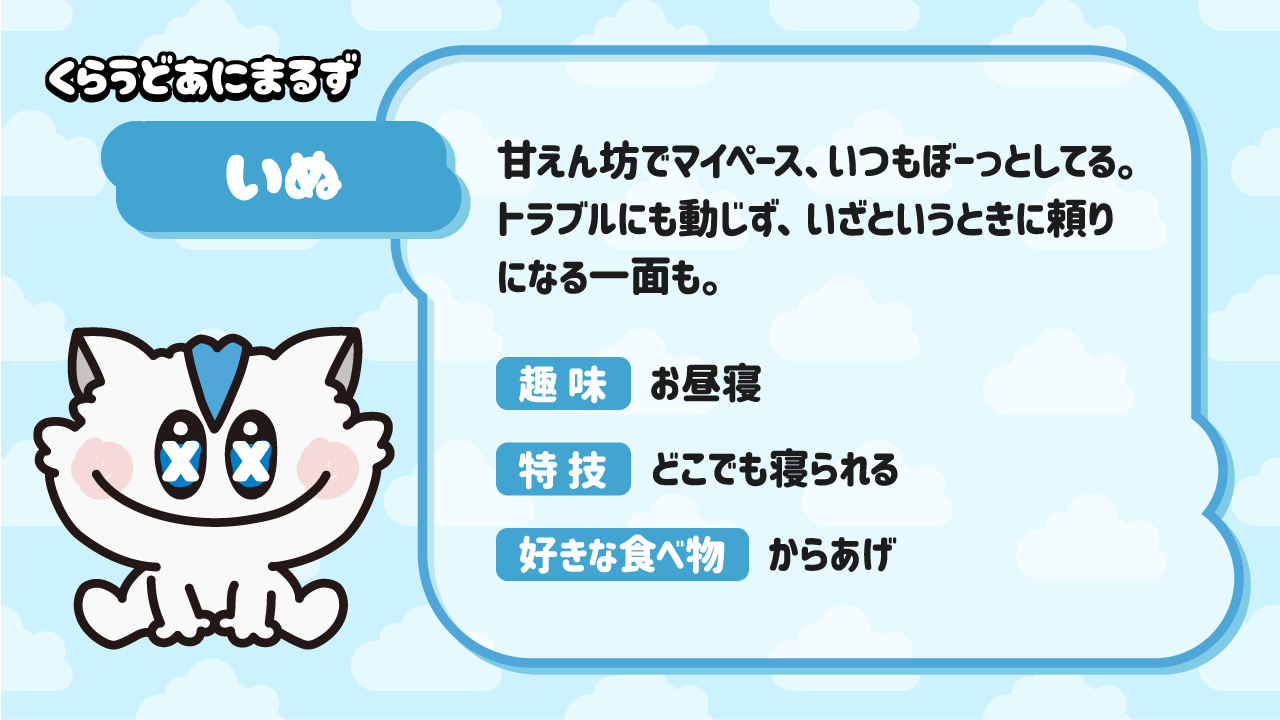 くらうどあにまるず
いぬ
甘えん坊でマイペース、いつもぼーっとしてる。
トラブルにも動じず、いざというときに頼り
になる一面も。
趣味 お昼寝
特技 どこでも寝られる
好きな食べ物 からあげ